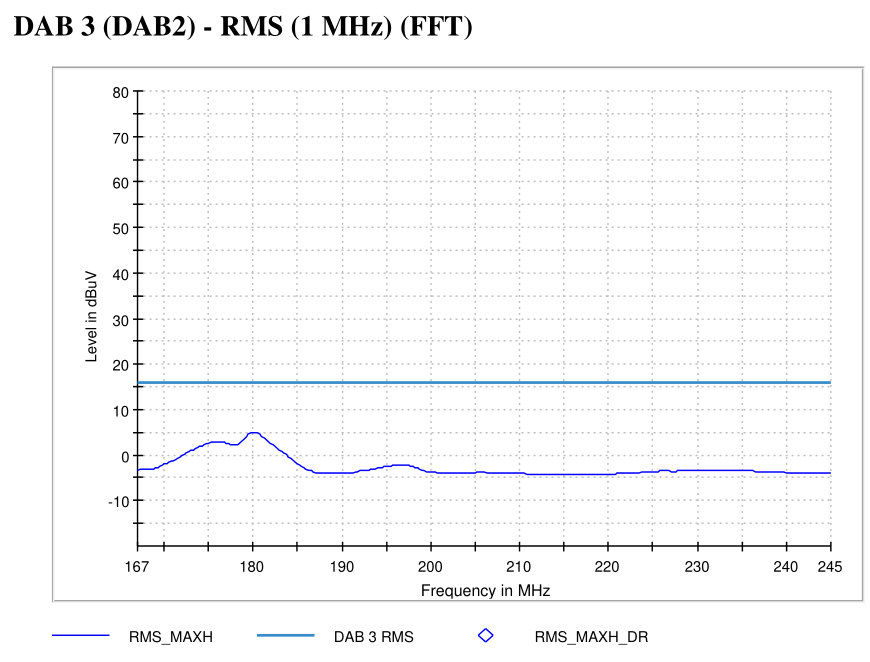 DAB 3 (DAB2) - RMS (1 MHz) (FFT)
80
70
60
50
40
30
20
10
0
-10
Level in dBuV
167 180 190 200 210 220 230 240 245
Frequency in MHz
RMS_MAXH DAB 3 RMS RMS_MAXH_DR